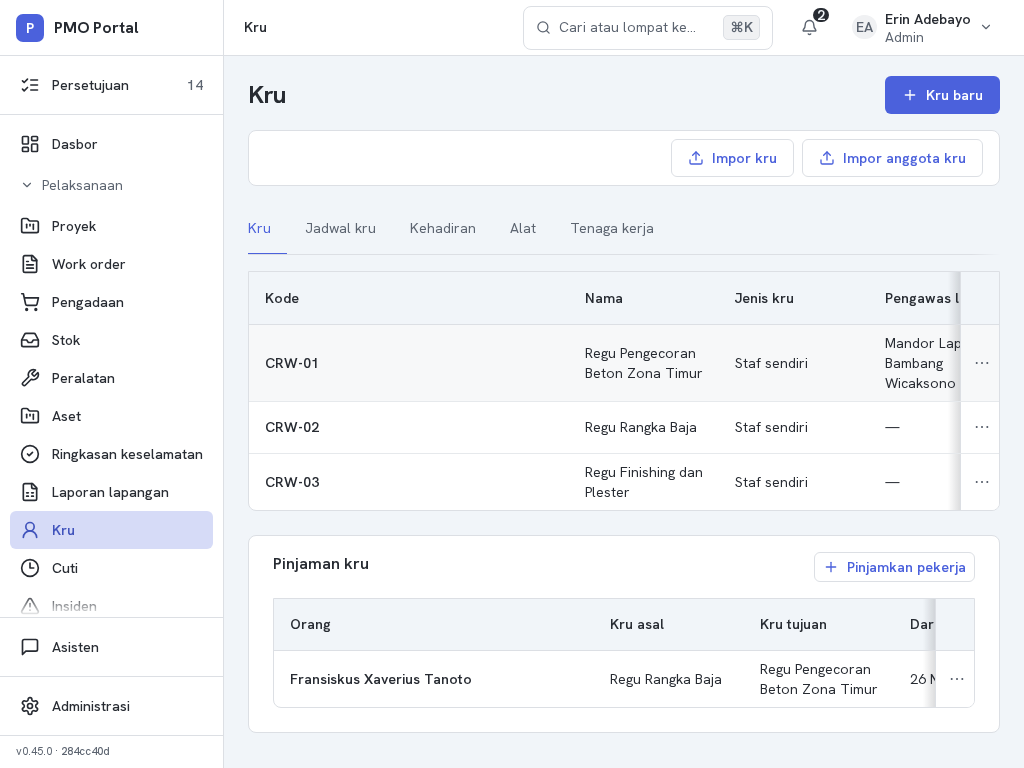 P PMO Portal
Kru
Cari atau lompat ke...
⌘K
2
EA
Erin Adebayo
Admin
Persetujuan 14
Dasbor
Pelaksanaan
Proyek
Work order
Pengadaan
Stok
Peralatan
Aset
Ringkasan keselamatan
Laporan lapangan
Kru
Cuti
Insiden
Asisten
Administrasi
v0.45.0 · 284cc40d
Kru
Kru baru
Impor kru
Impor anggota kru
Kru Jadwal kru Kehadiran Alat Tenaga kerja
Kode Nama Jenis kru Pengawas
CRW-01
Regu Pengecoran
Beton Zona Timur
Staf sendiri
Mandor Lap
Bambang
Wicaksono
CRW-02 Regu Rangka Baja Staf sendiri —
CRW-03
Regu Finishing dan
Plester
Staf sendiri
—
Pinjaman kru
Pinjamkan pekerja
Orang Kru asal Kru tujuan Dar
Fransiskus Xaverius Tanoto
Regu Rangka Baja
Regu Pengecoran
Beton Zona Timur
26